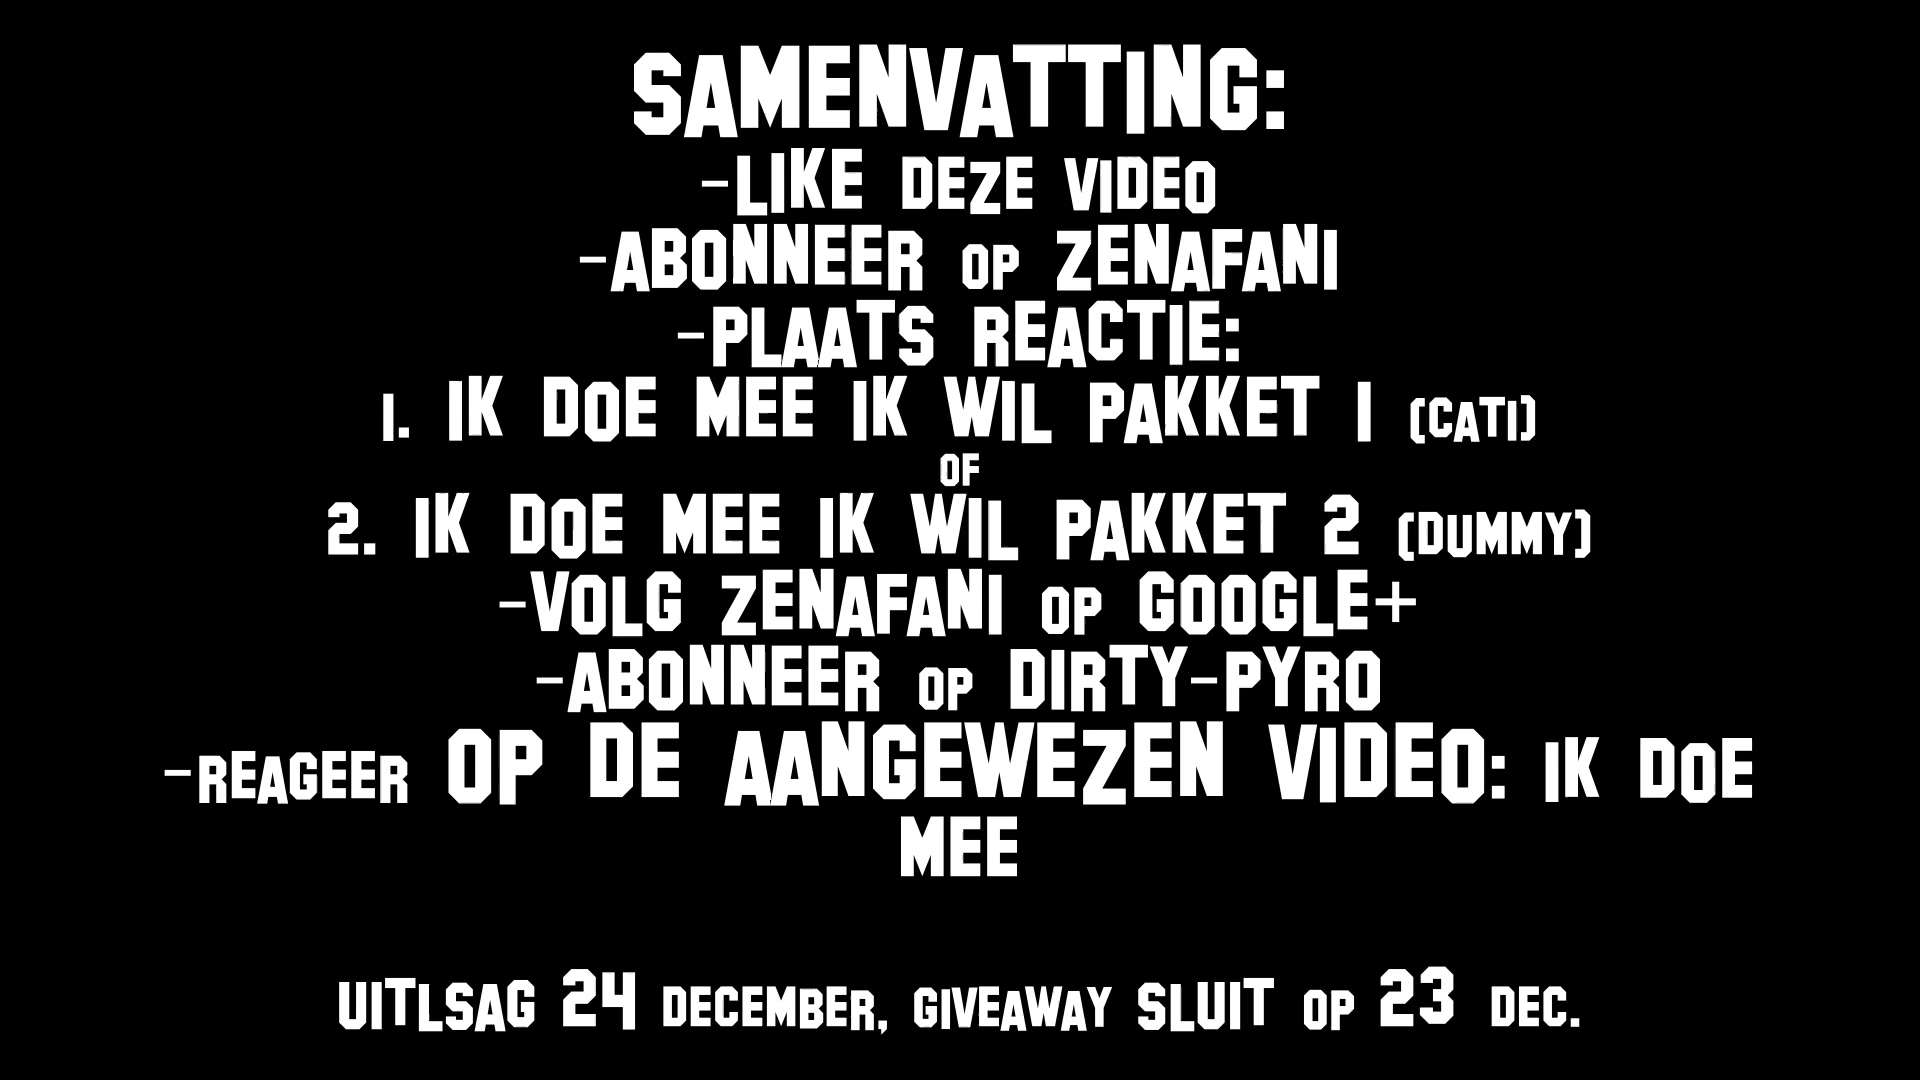 SAMENVATTING:
-LIKE DEZE VIDEO
-ABONNEER OP ZENAFANI
-PLAATS REACTIE:
1. IK DOE MEE IK WIL PAKKET 1 (CATI)
OF
2. IK DOE MEE IK WIL PAKKET 2 (DUMMY)
-VOLG ZENAFANI OP GOOGLE+
-ABONNEER OP DIRTY-PYRO
-REAGEER OP DE AANGEWEZEN VIDEO: IK DOE
MEE
UITLSAG 24 DECEMBER, GIVEAWAY SLUIT OP 23 DEC.